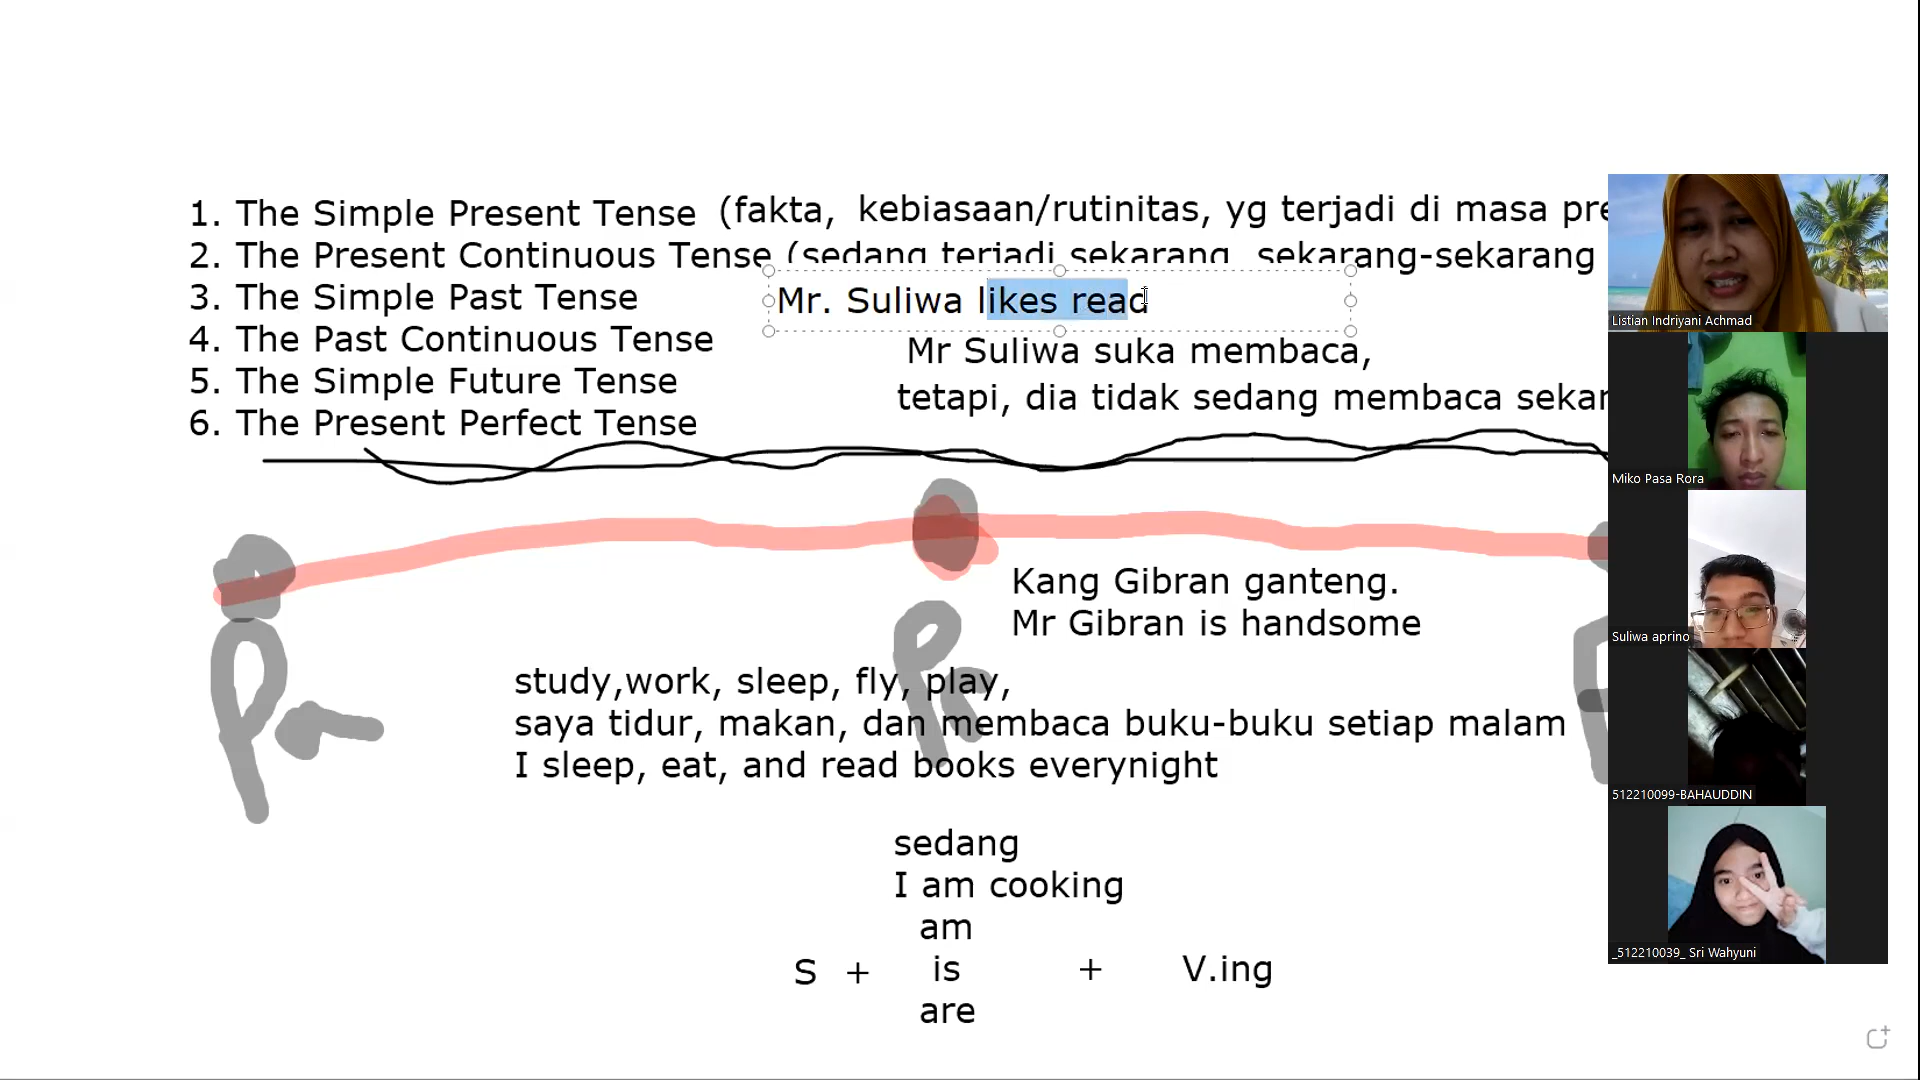 1. The Simple Present Tense (fakta, kebiasaan/rutinitas, yg terjadi di masa pre
2. The Present Continuous Tense (sedang terjadi sekarang, sekarang-sekarang
3. The Simple Past Tense
Mr. Suliwa likes read
4. The Past Continuous Tense
Mr Suliwa suka membaca,
5. The Simple Future Tense
tetapi, dia tidak sedang membaca sekar
6. The Present Perfect Tense
Kang Gibran ganteng.
Mr Gibran is handsome
Pa
Pr
study,work, sleep, fly, play,
saya tidur, makan, dan membaca buku-buku setiap malam
I sleep, eat, and read books everynight
sedang
I am cooking
am
S + is + V.ing
are
Listian Indriyani Achmad
Miko Pasa Rora
Suliwa aprino
512210099-BAHAUDDIN
_512210039_ Sri Wahyuni